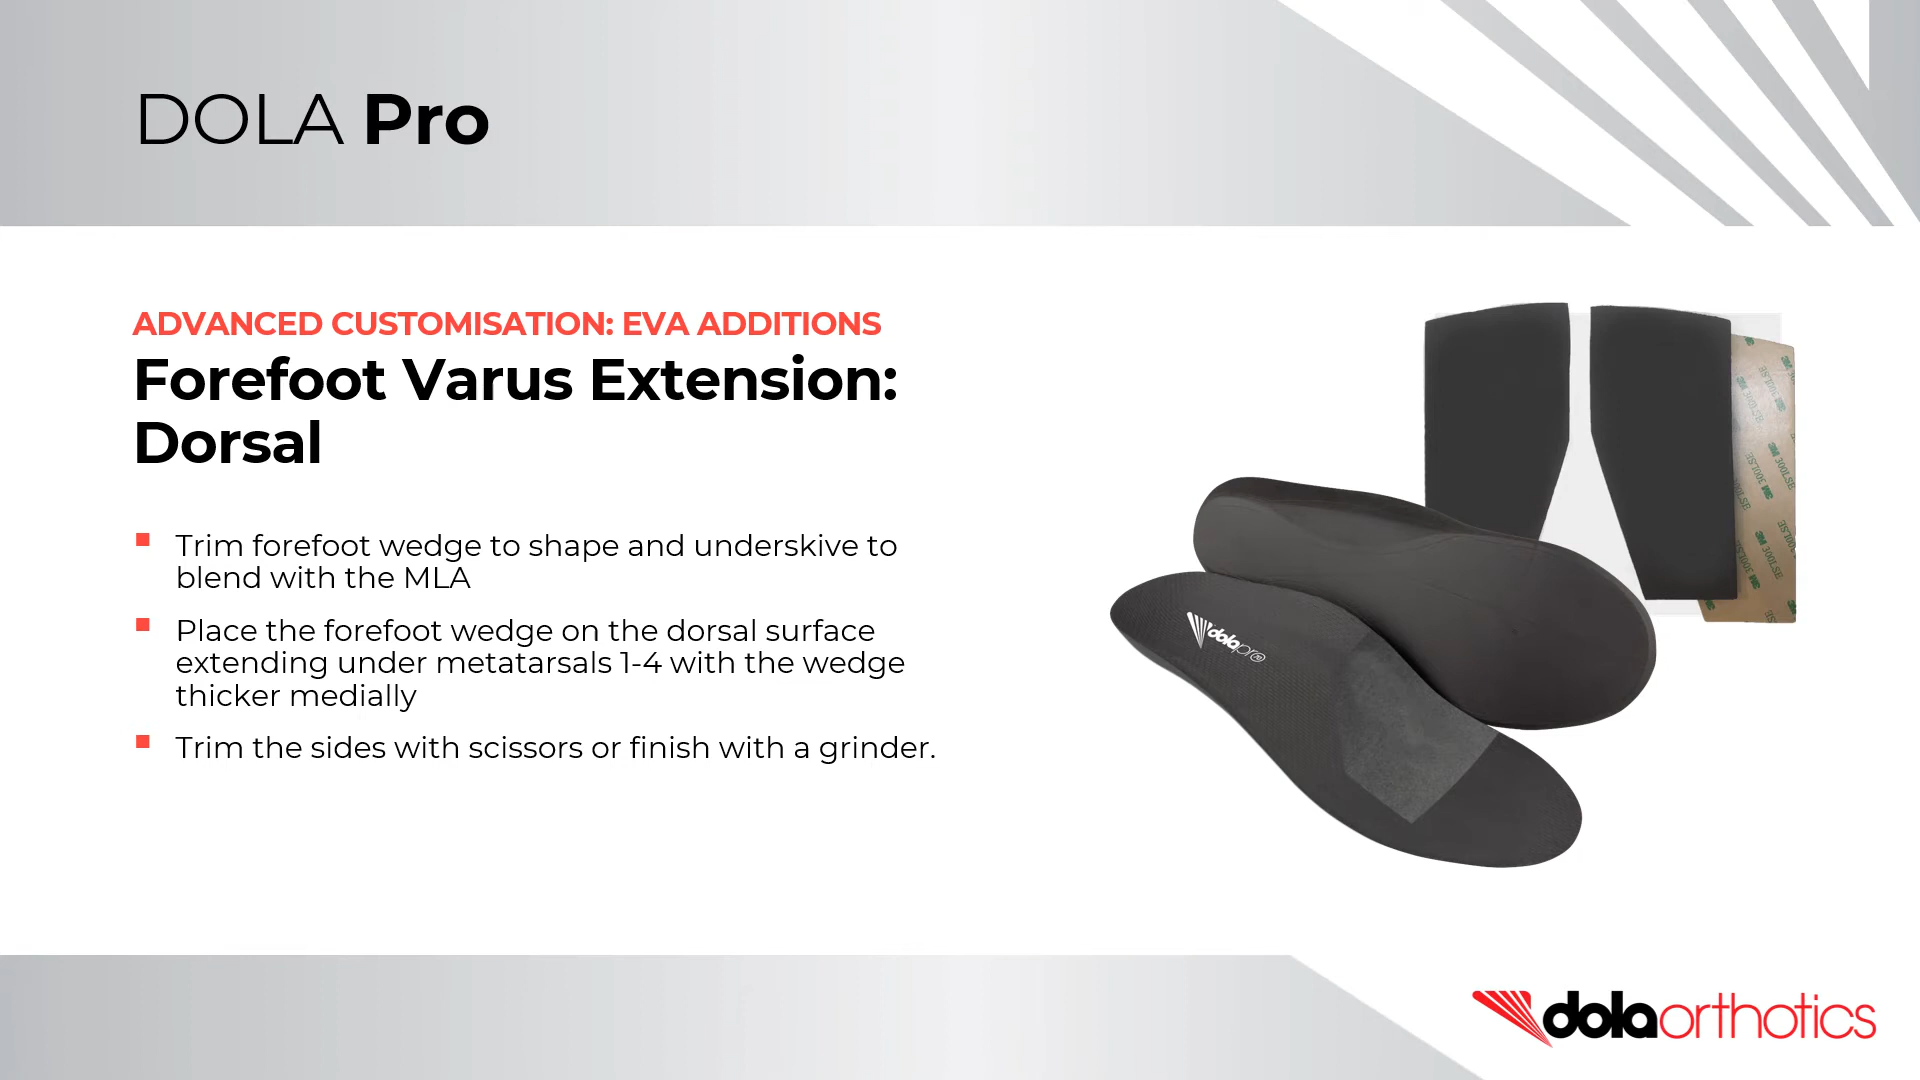 DOLA Pro
ADVANCED CUSTOMISATION: EVA ADDITIONS
Forefoot Varus Extension:
Dorsal
Trim forefoot wedge to shape and underskive to
blend with the MLA
Place the forefoot wedge on the dorsal surface
extending under metatarsals 1-4 with the wedge
thicker medially
Trim the sides with scissors or finish with a grinder.
3M 300LSE
dolapro
dolaorthotics